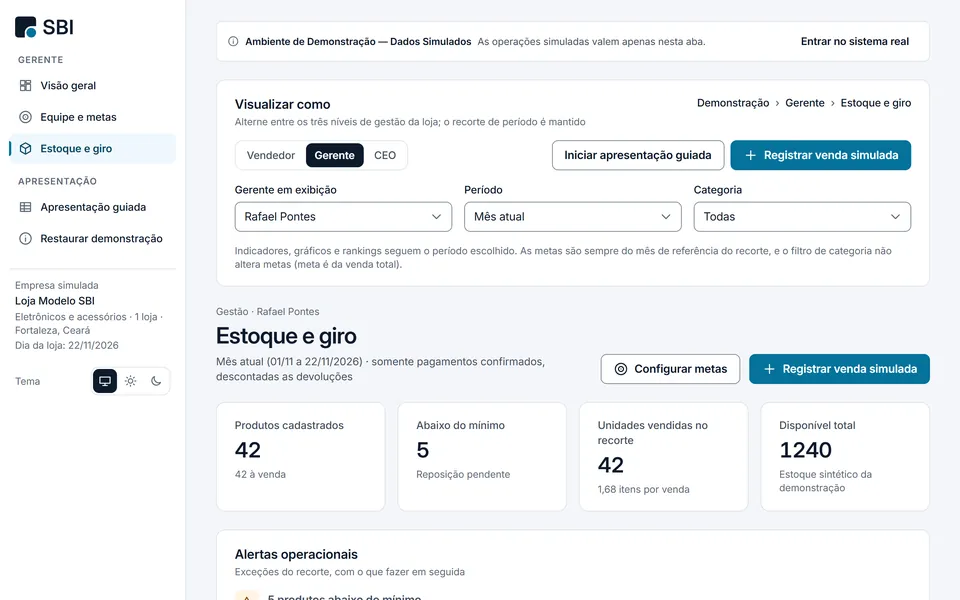 SBI
GERENTE
Visão geral
Equipe e metas
Estoque e giro
APRESENTAÇÃO
Apresentação guiada
Restaurar demonstração
Empresa simulada
Loja Modelo SBI
Eletrônicos e acessórios · 1 loja ·
Fortaleza, Ceará
Dia da loja: 22/11/2026
Tema
Ambiente de Demonstração — Dados Simulados As operações simuladas valem apenas nesta aba.
Entrar no sistema real
Visualizar como
Demonstração › Gerente › Estoque e giro
Alterne entre os três níveis de gestão da loja; o recorte de período é mantido
Vendedor Gerente CEO
Iniciar apresentação guiada
Registrar venda simulada
Gerente em exibição Período Categoria
Rafael Pontes Mês atual Todas
Indicadores, gráficos e rankings seguem o período escolhido. As metas são sempre do mês de referência do recorte, e o filtro de categoria não
altera metas (meta é da venda total).
Gestão · Rafael Pontes
Estoque e giro
Mês atual (01/11 a 22/11/2026) · somente pagamentos confirmados,
descontadas as devoluções
Configurar metas
Registrar venda simulada
Produtos cadastrados
42
42 à venda
Abaixo do mínimo
5
Reposição pendente
Unidades vendidas no
recorte
42
1,68 itens por venda
Disponível total
1240
Estoque sintético da
demonstração
Alertas operacionais
Exceções do recorte, com o que fazer em seguida
5 produtos abaixo do mínimo